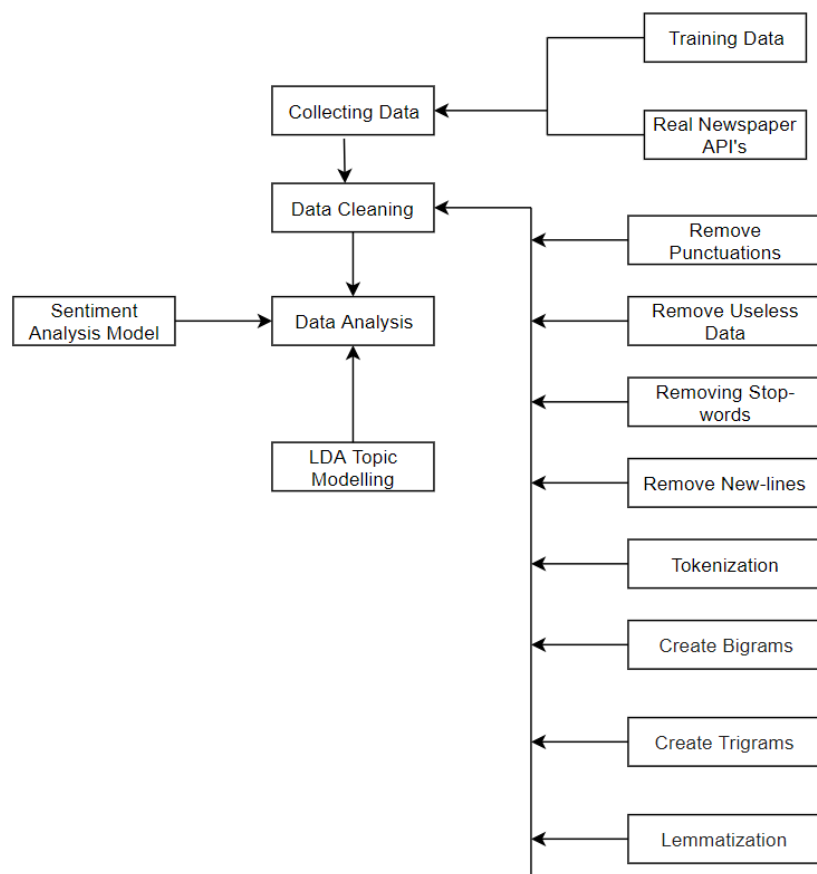 Training Data
Collecting Data
Real Newspaper
API's
Data Cleaning
Remove
Punctuations
Sentiment
Analysis Model
Data Analysis
Remove Useless
Data
Removing Stop-
words
LDA Topic
Modelling
Remove New-lines
Tokenization
Create Bigrams
Create Trigrams
Lemmatization